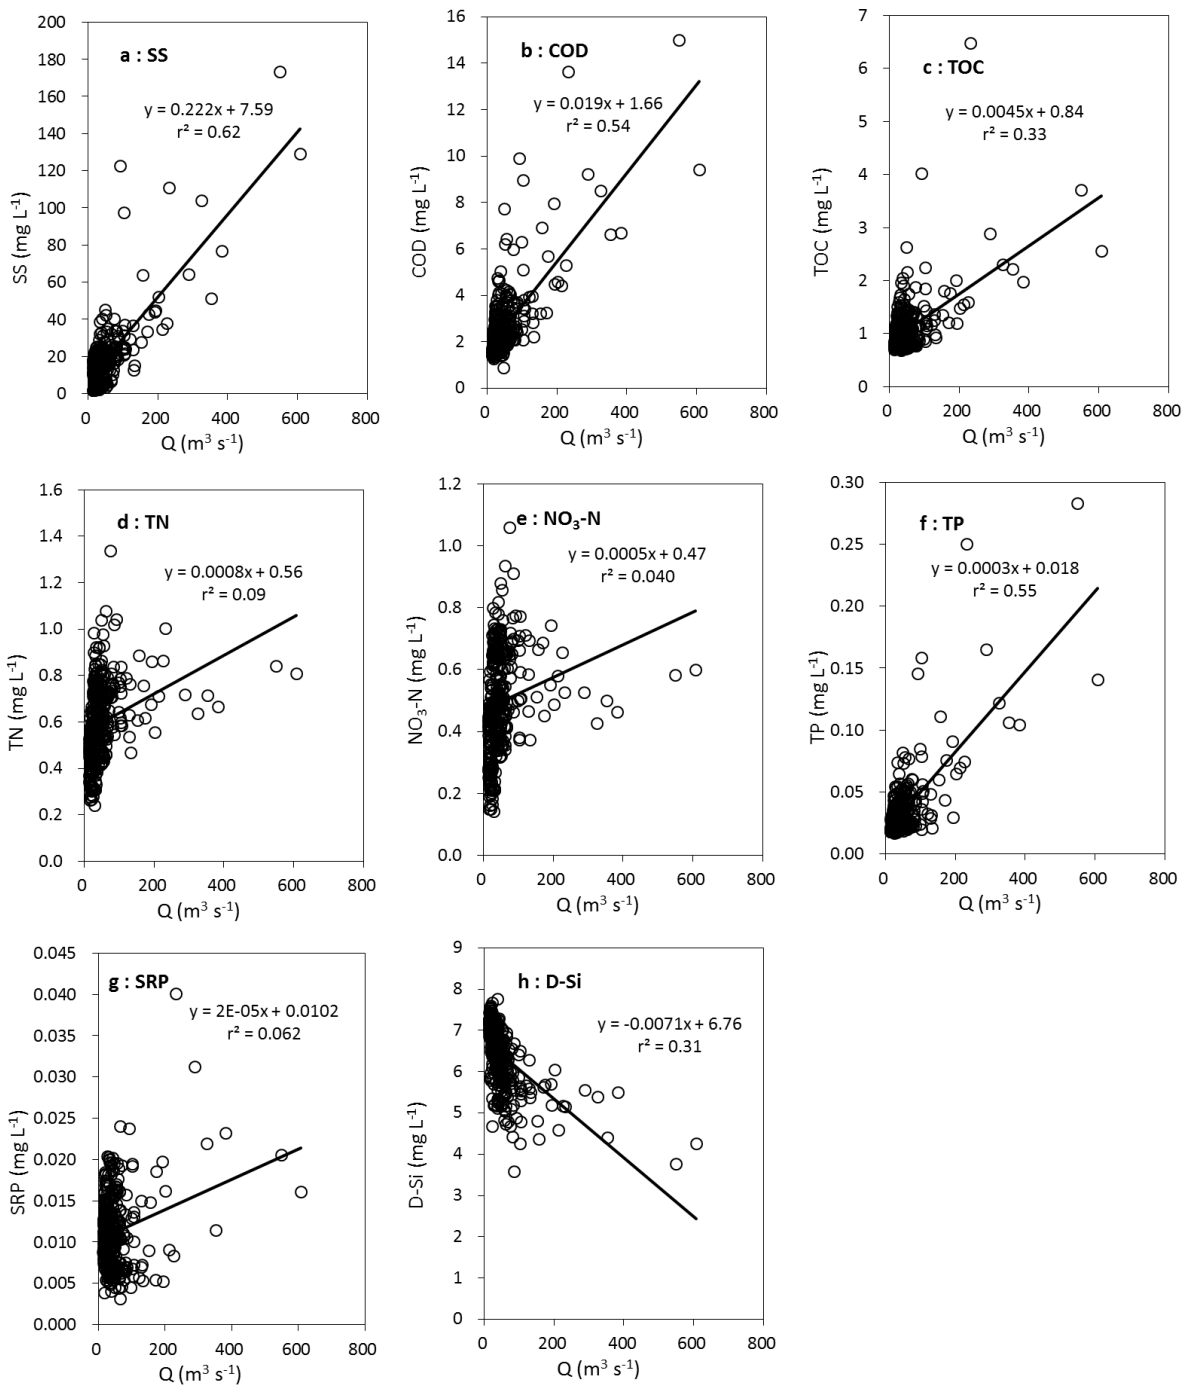 a : SS
y = 0.222x + 7.59
r² = 0.62
SS (mg L⁻¹)
200
180
160
140
120
100
80
60
40
20
0
0 200 400 600 800
Q (m³ s⁻¹)
b : COD
y = 0.019x + 1.66
r² = 0.54
COD (mg L⁻¹)
16
14
12
10
8
6
4
2
0
0 200 400 600 800
Q (m³ s⁻¹)
c : TOC
y = 0.0045x + 0.84
r² = 0.33
TOC (mg L⁻¹)
7
6
5
4
3
2
1
0
0 200 400 600 800
Q (m³ s⁻¹)
d : TN
y = 0.0008x + 0.56
r² = 0.09
TN (mg L⁻¹)
1.6
1.4
1.2
1.0
0.8
0.6
0.4
0.2
0.0
0 200 400 600 800
Q (m³ s⁻¹)
e : NO₃-N
y = 0.0005x + 0.47
r² = 0.040
NO₃-N (mg L⁻¹)
1.2
1.0
0.8
0.6
0.4
0.2
0.0
0 200 400 600 800
Q (m³ s⁻¹)
f : TP
y = 0.0003x + 0.018
r² = 0.55
TP (mg L⁻¹)
0.30
0.25
0.20
0.15
0.10
0.05
0.00
0 200 400 600 800
Q (m³ s⁻¹)
g : SRP
y = 2E-05x + 0.0102
r² = 0.062
SRP (mg L⁻¹)
0.045
0.040
0.035
0.030
0.025
0.020
0.015
0.010
0.005
0.000
0 200 400 600 800
Q (m³ s⁻¹)
h : D-Si
y = -0.0071x + 6.76
r² = 0.31
D-Si (mg L⁻¹)
9
8
7
6
5
4
3
2
1
0
0 200 400 600 800
Q (m³ s⁻¹)